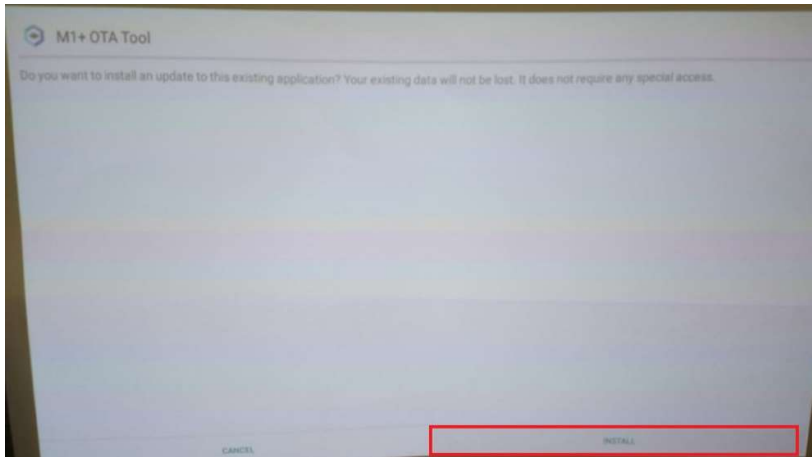 M1+ OTA Tool
Do you want to install an update to this existing application? Your existing data will not be lost. It does not require any special access.
CANCEL
INSTALL